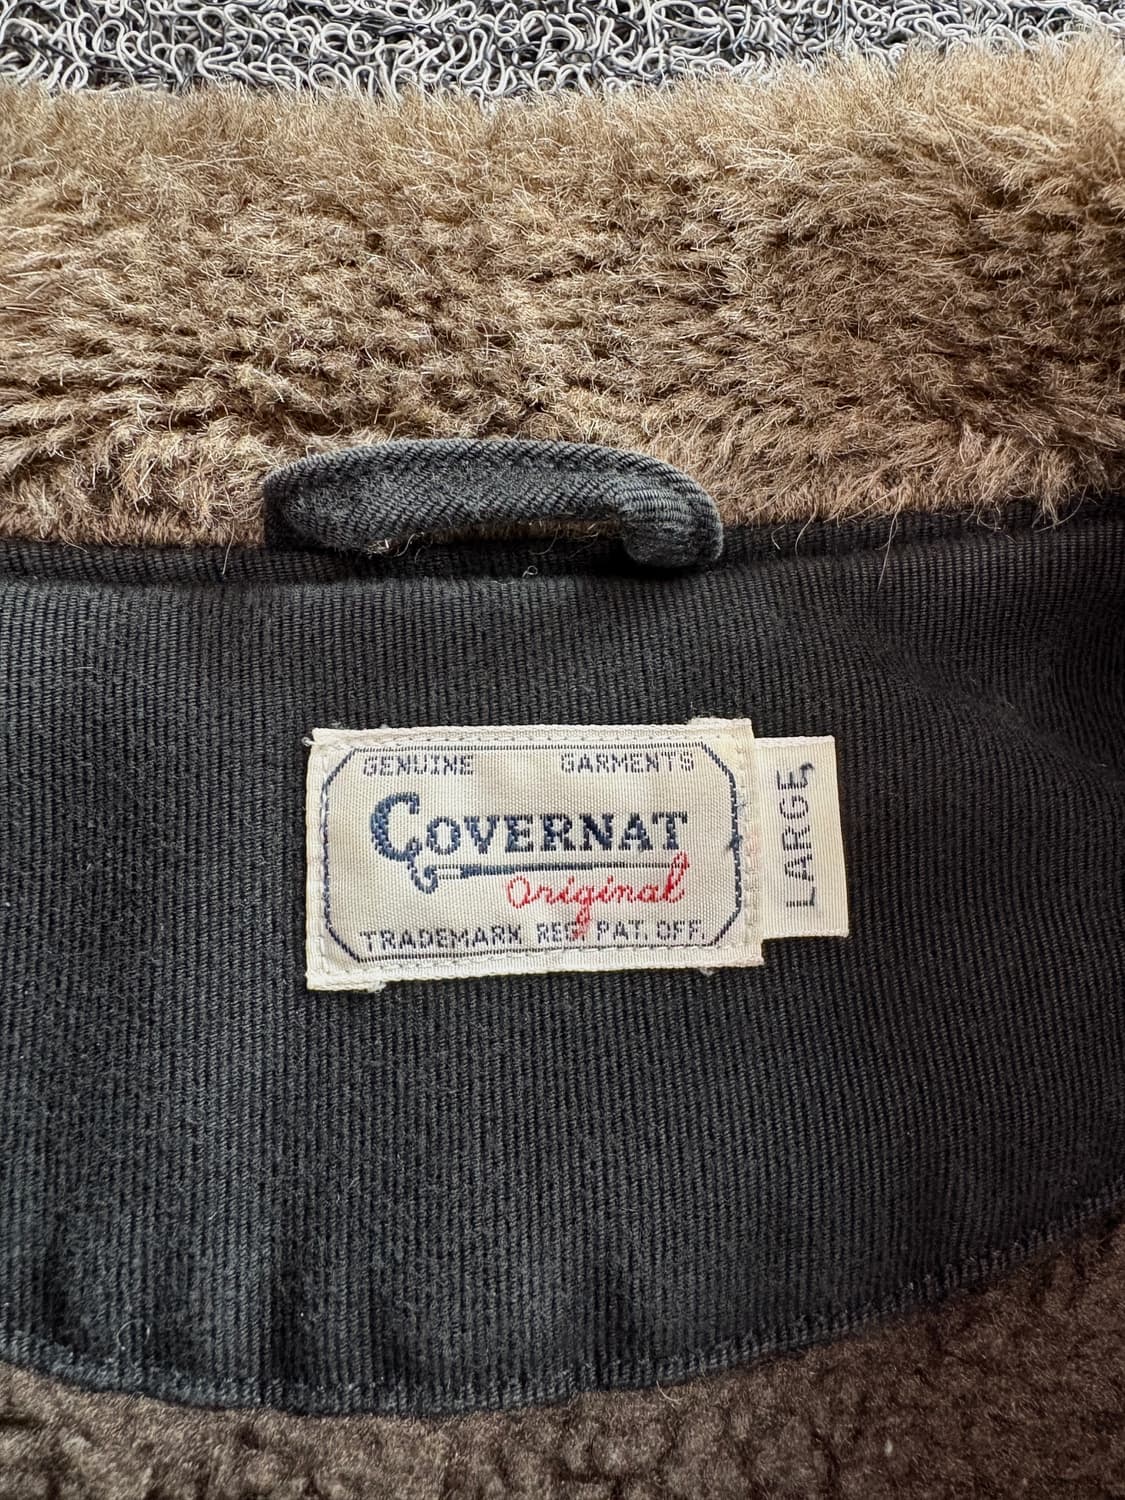 GENUINE GARMENTS
COVERNAT
Original
TRADEMARK REG. PAT. OFF.
LARGE